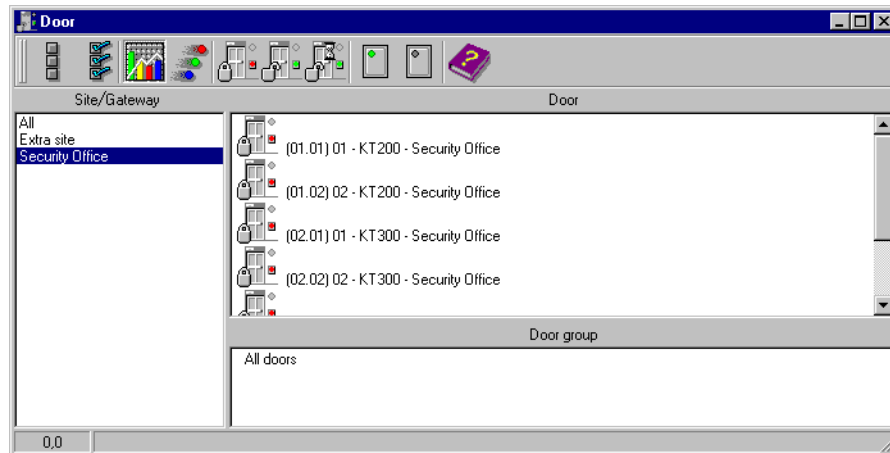 Door
Site/Gateway
Door
All
Extra site
Security Office
(01.01) 01 - KT200 - Security Office
(01.02) 02 - KT200 - Security Office
(02.01) 01 - KT300 - Security Office
(02.02) 02 - KT300 - Security Office
Door group
All doors
0,0